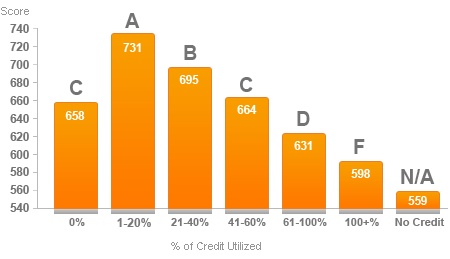 Score
740
720
700
680
660
640
620
600
580
560
540
C
A
B
C
D
F
N/A
658
731
695
664
631
598
559
0%
1-20%
21-40%
41-60%
61-100%
100+%
No Credit
% of Credit Utilized